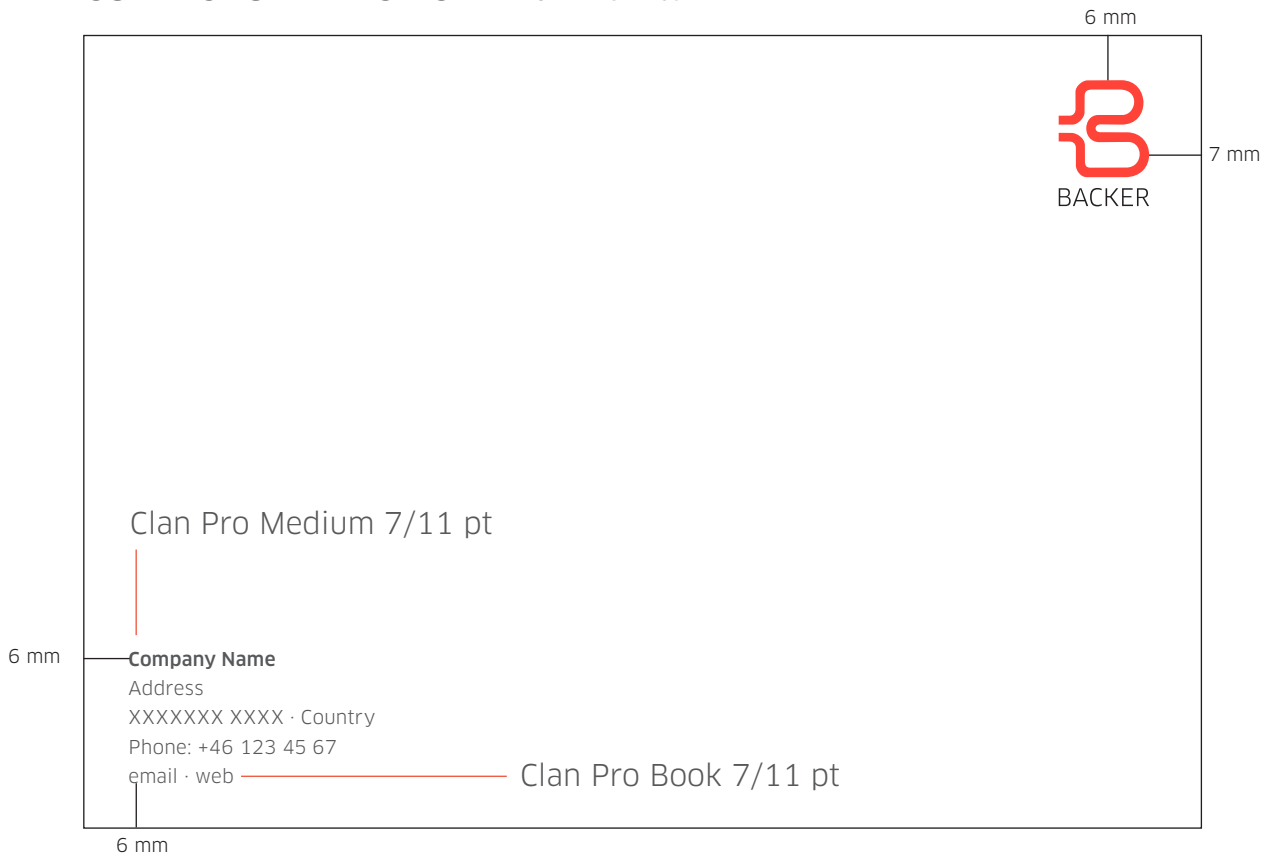 6 mm
7 mm
BACKER
Clan Pro Medium 7/11 pt
6 mm
Company Name
Address
XXXXXXX XXXX · Country
Phone: +46 123 45 67
email · web
Clan Pro Book 7/11 pt
6 mm